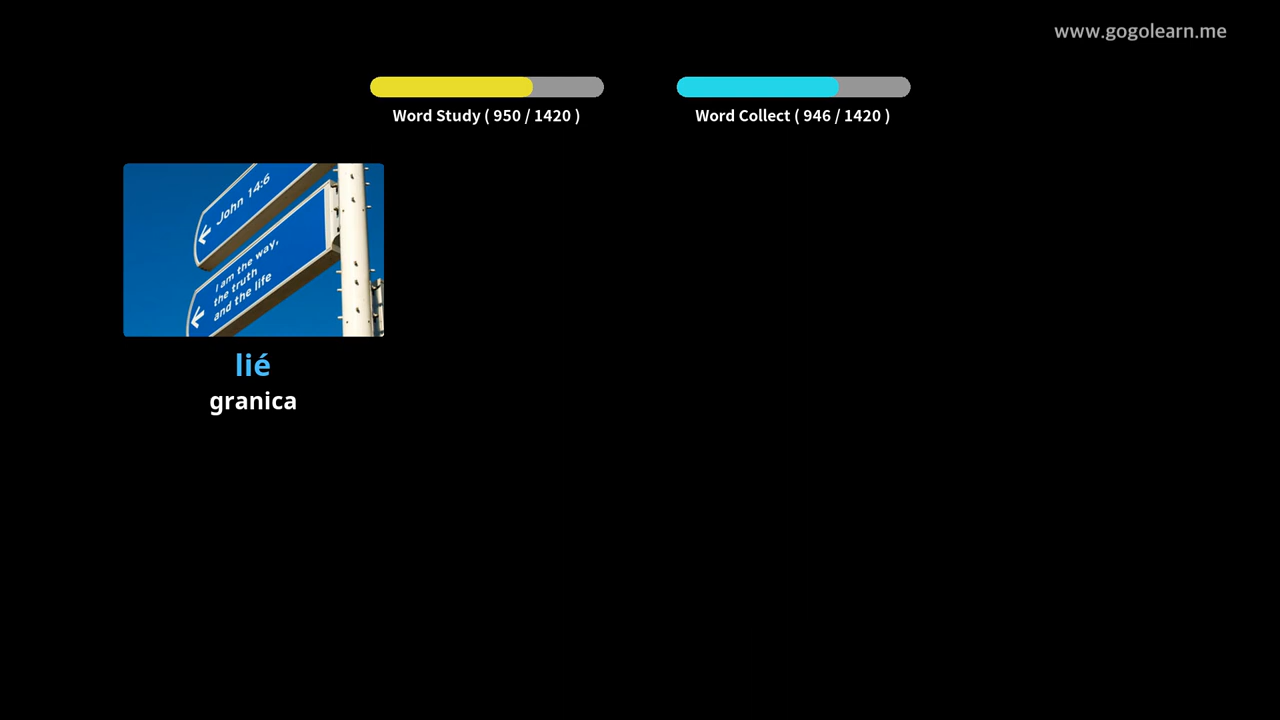 www.gogolearn.me
Word Study ( 950 / 1420 )
Word Collect ( 946 / 1420 )
John 14:6
I am the way,
the truth
and the life
lié
granica